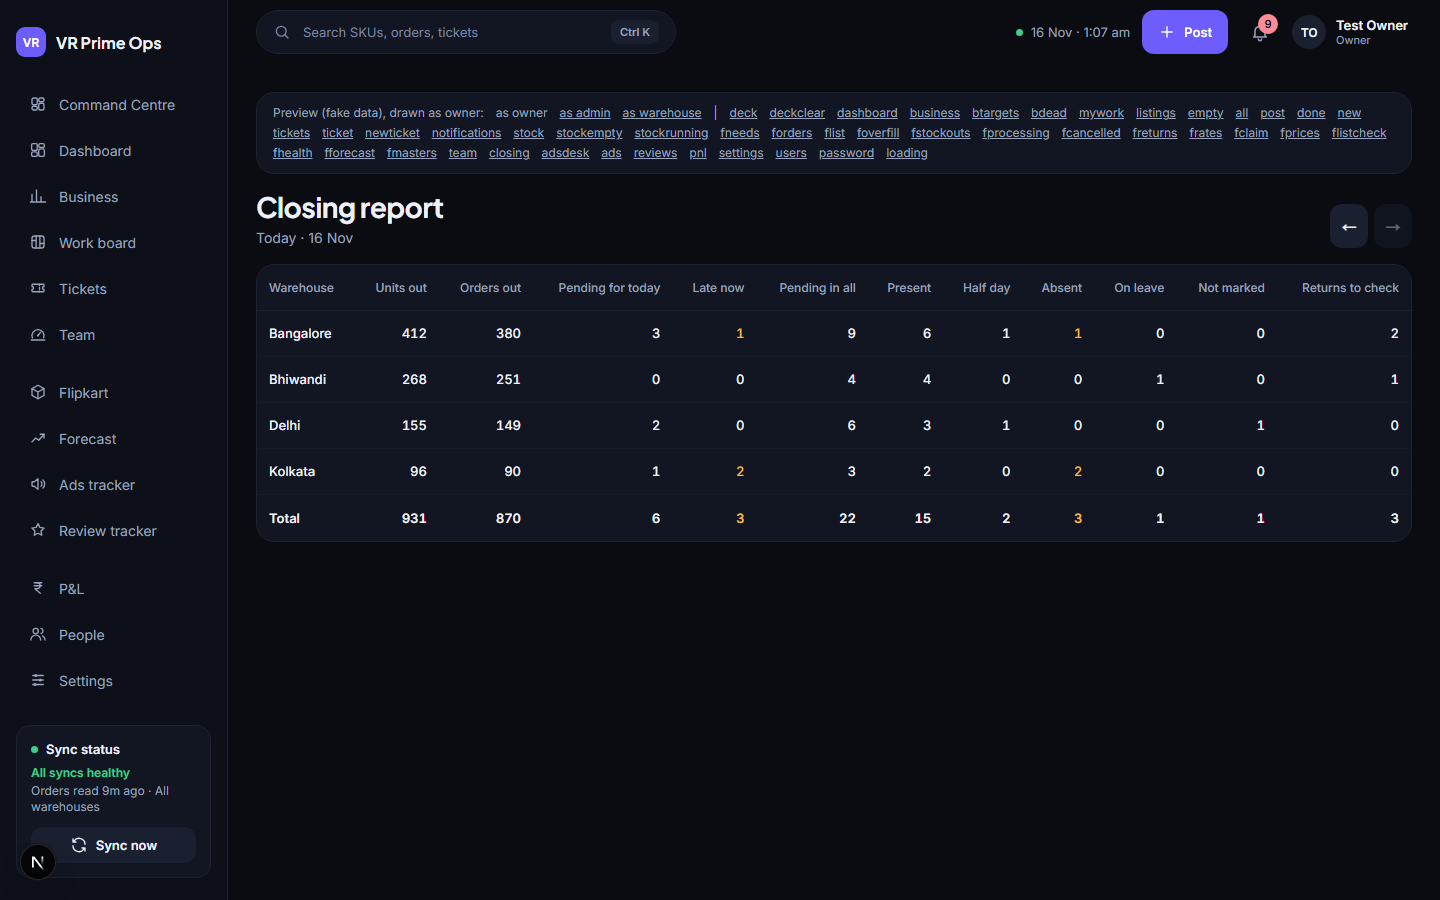 VR VR Prime Ops
Search SKUs, orders, tickets Ctrl K
16 Nov · 1:07 am
+ Post
9
TO
Test Owner
Owner
Command Centre
Dashboard
Business
Work board
Tickets
Team
Flipkart
Forecast
Ads tracker
Review tracker
P&L
People
Settings
Sync status
All syncs healthy
Orders read 9m ago · All
warehouses
Sync now
N
Preview (fake data), drawn as owner: as owner as admin as warehouse | deck deckclear dashboard business btargets bdead mywork listings empty all post done new
tickets ticket newticket notifications stock stockempty stockrunning fneeds forders flist foverfill fstockouts fprocessing fcancelled freturns frates fclaim fprices flistcheck
fhealth fforecast fmasters team closing adsdesk ads reviews pnl settings users password loading
Closing report
Today · 16 Nov
← →
Warehouse Units out Orders out Pending for today Late now Pending in all Present Half day Absent On leave Not marked Returns to check
Bangalore 412 380 3 1 9 6 1 1 0 0 2
Bhiwandi 268 251 0 0 4 4 0 0 1 0 1
Delhi 155 149 2 0 6 3 1 0 0 1 0
Kolkata 96 90 1 2 3 2 0 2 0 0 0
Total 931 870 6 3 22 15 2 3 1 1 3